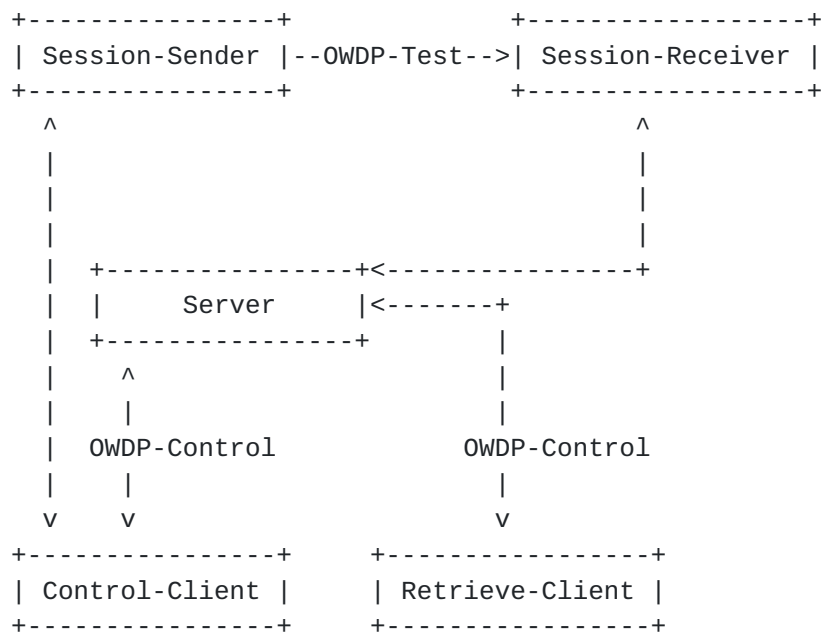 Session-Sender --OWDP-Test--> Session-Receiver
Server
OWDP-Control OWDP-Control
Control-Client Retrieve-Client